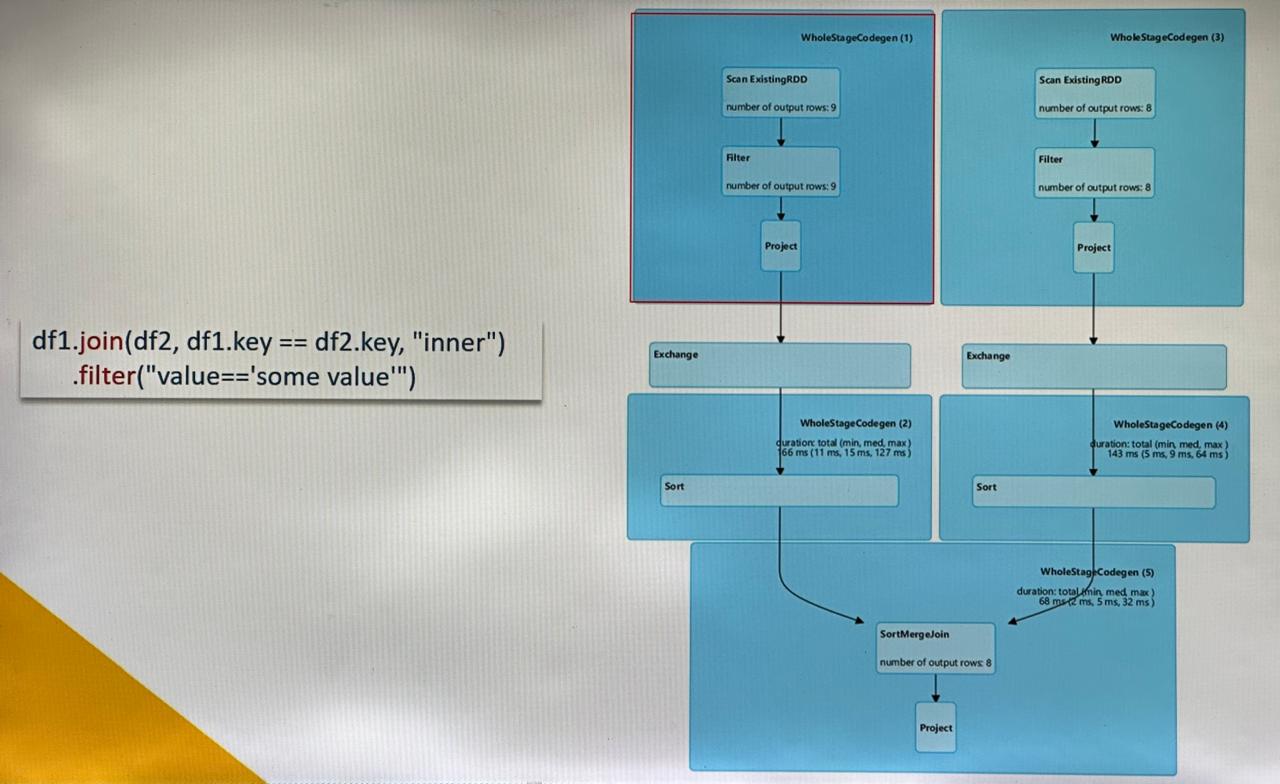 df1.join(df2, df1.key == df2.key, "inner")
.filter("value=='some value'")
WholeStageCodegen (1)
Scan ExistingRDD
number of output rows: 9
Filter
number of output rows: 9
Project
WholeStageCodegen (3)
Scan ExistingRDD
number of output rows: 8
Filter
number of output rows: 8
Project
Exchange
Exchange
WholeStageCodegen (2)
duration: total (min, med, max)
166 ms (11 ms, 15 ms, 127 ms)
Sort
WholeStageCodegen (4)
duration: total (min, med, max)
143 ms (5 ms, 9 ms, 64 ms)
Sort
WholeStageCodegen (5)
duration: total (min, med, max)
68 ms (2 ms, 5 ms, 32 ms)
SortMergeJoin
number of output rows: 8
Project